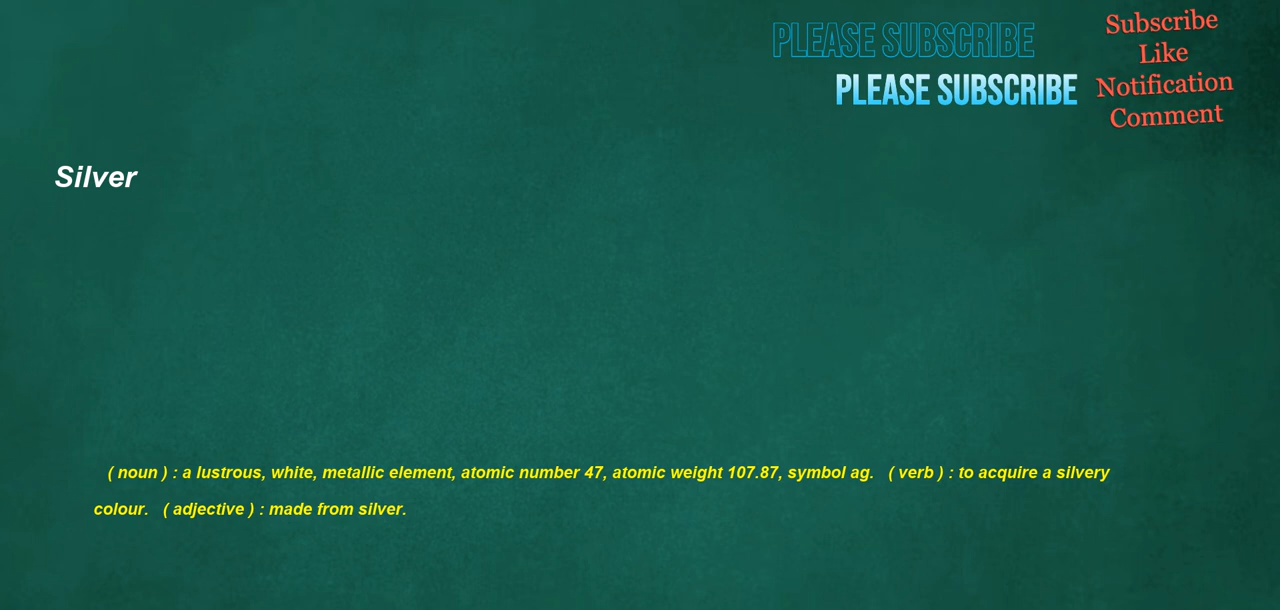 PLEASE SUBSCRIBE
PLEASE SUBSCRIBE
Subscribe
Like
Notification
Comment
Silver
( noun ) : a lustrous, white, metallic element, atomic number 47, atomic weight 107.87, symbol ag.   ( verb ) : to acquire a silvery
colour.   ( adjective ) : made from silver.